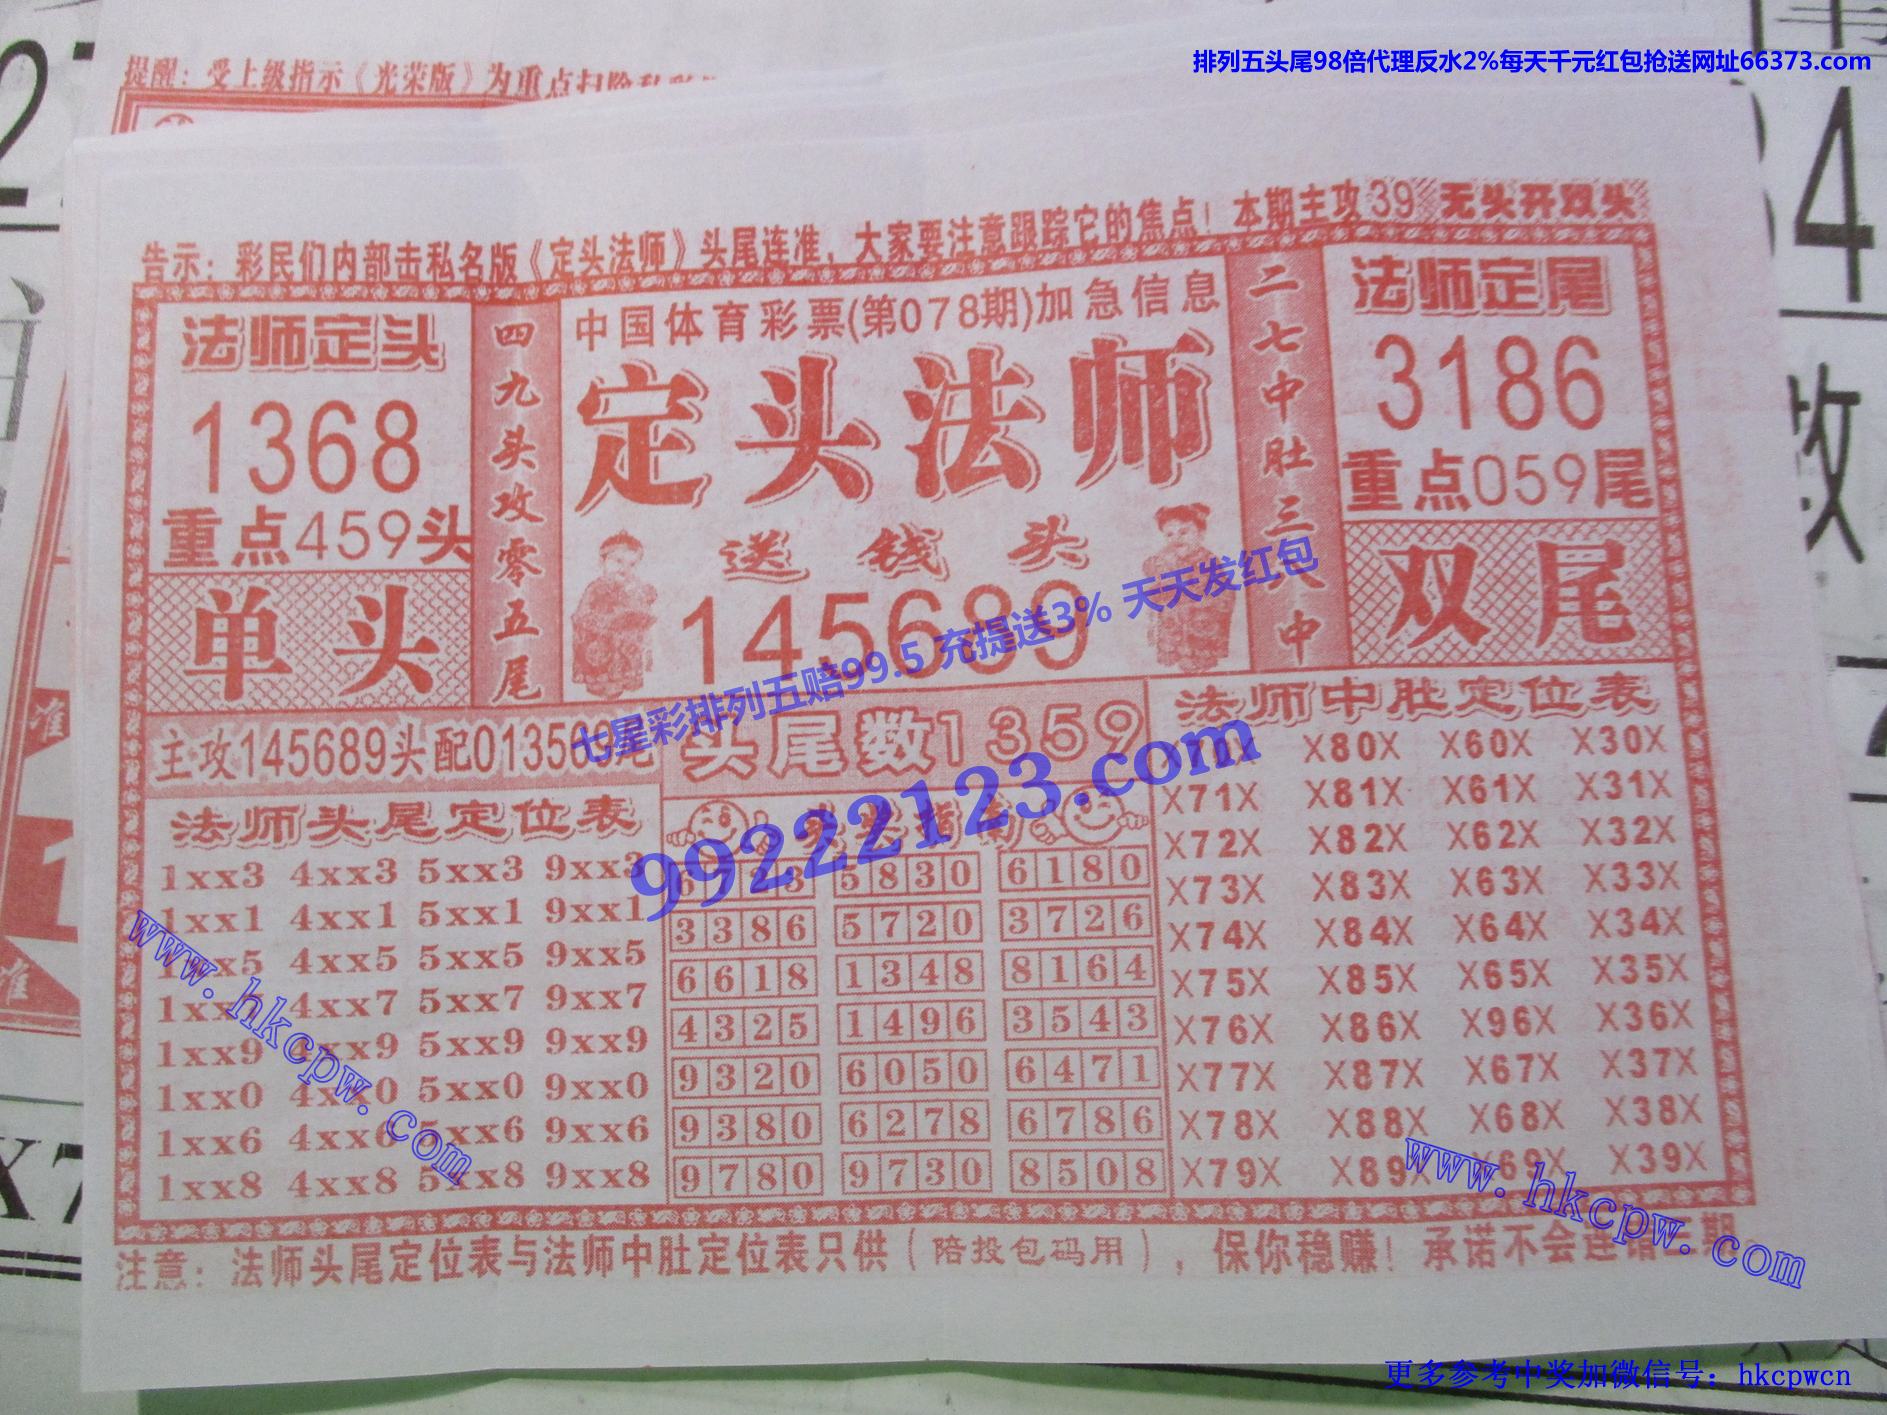 排列五头尾98倍代理反水2%每天千元红包抢送网址66373.com
提醒：受上级指示《光荣版》为重点扫除私彩
告示：彩民们内部击私名版《定头法师》头尾连准，大家要注意跟踪它的焦点！本期主攻39 无头开双头
法师定头
1368
重点459头
单头
四九头攻零五尾
中国体育彩票(第078期)加急信息
定头法师
送钱头
145689
二七中肚三八中
法师定尾
3186
重点059尾
双尾
七星彩排列五赔99.5 充提送3% 天天发红包
99222123.com
主攻145689头配01356
头尾数1359
法师头尾定位表
1xx3 4xx3 5xx3 9xx3
1xx1 4xx1 5xx1 9xx1
1xx5 4xx5 5xx5 9xx5
1xx7 4xx7 5xx7 9xx7
1xx9 4xx9 5xx9 9xx9
1xx0 4xx0 5xx0 9xx0
1xx6 4xx6 5xx6 9xx6
1xx8 4xx8 5xx8 9xx8
5830 6180
3386 5720 3726
6618 1348 8164
4325 1496 3543
9320 6050 6471
9380 6278 6786
9780 9730 8508
法师中肚定位表
X70X X80X X60X X30X
X71X X81X X61X X31X
X72X X82X X62X X32X
X73X X83X X63X X33X
X74X X84X X64X X34X
X75X X85X X65X X35X
X76X X86X X96X X36X
X77X X87X X67X X37X
X78X X88X X68X X38X
X79X X89X X69X X39X
www.hkcpw.com
www.hkcpw.com
注意：法师头尾定位表与法师中肚定位表只供（陪投包码用），保你稳赚！承诺不会连错三期
更多参考中奖加微信号：hkcpwcn